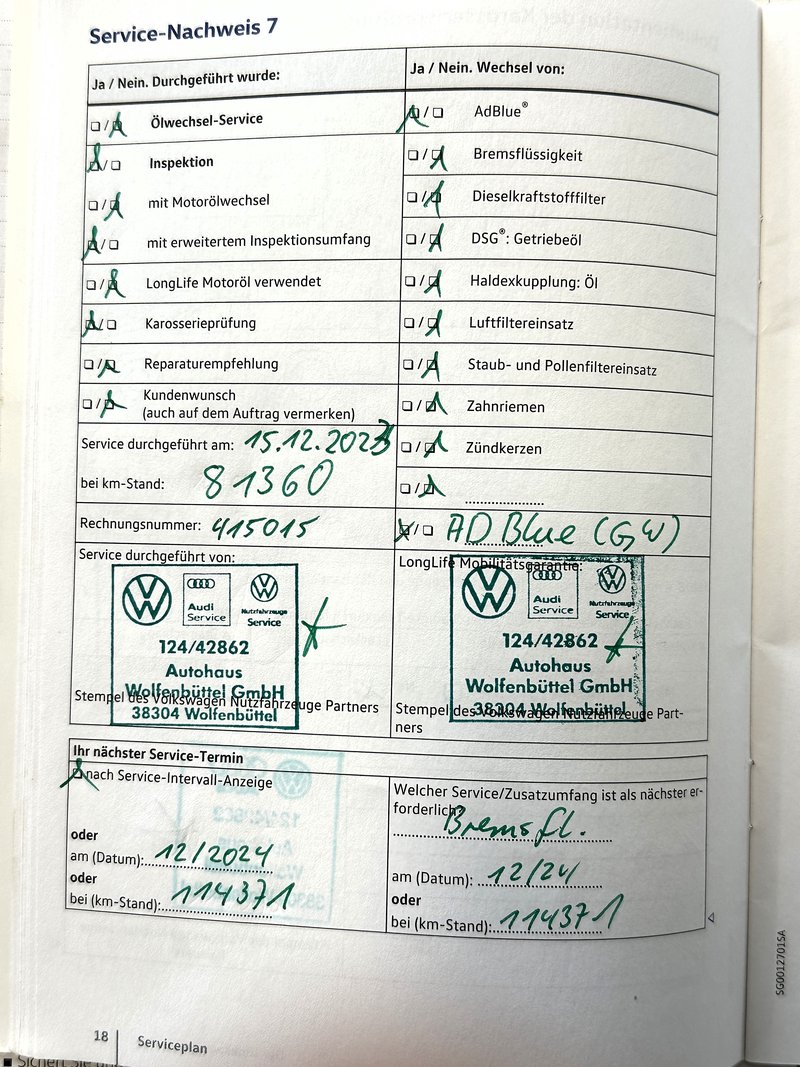 Service-Nachweis 7
Ja / Nein. Durchgeführt wurde:
Ölwechsel-Service
Inspektion
mit Motorölwechsel
mit erweitertem Inspektionsumfang
LongLife Motoröl verwendet
Karosserieprüfung
Reparaturempfehlung
Kundenwunsch
(auch auf dem Auftrag vermerken)
Service durchgeführt am: 15.12.2023
bei km-Stand: 81360
Rechnungsnummer: 415015
Service durchgeführt von:
Audi
Service
Nutzfahrzeuge
Service
124/42862
Autohaus
Wolfenbüttel GmbH
38304 Wolfenbüttel
Stempel des Volkswagen Nutzfahrzeuge Partners
Ja / Nein. Wechsel von:
AdBlue®
Bremsflüssigkeit
Dieselkraftstofffilter
DSG®: Getriebeöl
Haldexkupplung: Öl
Luftfiltereinsatz
Staub- und Pollenfiltereinsatz
Zahnriemen
Zündkerzen
AD Blue (GW)
LongLife Mobilitätsgarantie:
Audi
Service
Nutzfahrzeuge
Service
124/42862
Autohaus
Wolfenbüttel GmbH
38304 Wolfenbüttel
Stempel des Volkswagen Nutzfahrzeuge Part-
ners
Ihr nächster Service-Termin
nach Service-Intervall-Anzeige
oder
am (Datum): 12/2024
oder
bei (km-Stand): 114371
Welcher Service/Zusatzumfang ist als nächster er-
forderlich:
Bremsfl.
am (Datum): 12/24
oder
bei (km-Stand): 114371
SG0012701SA
18 Serviceplan